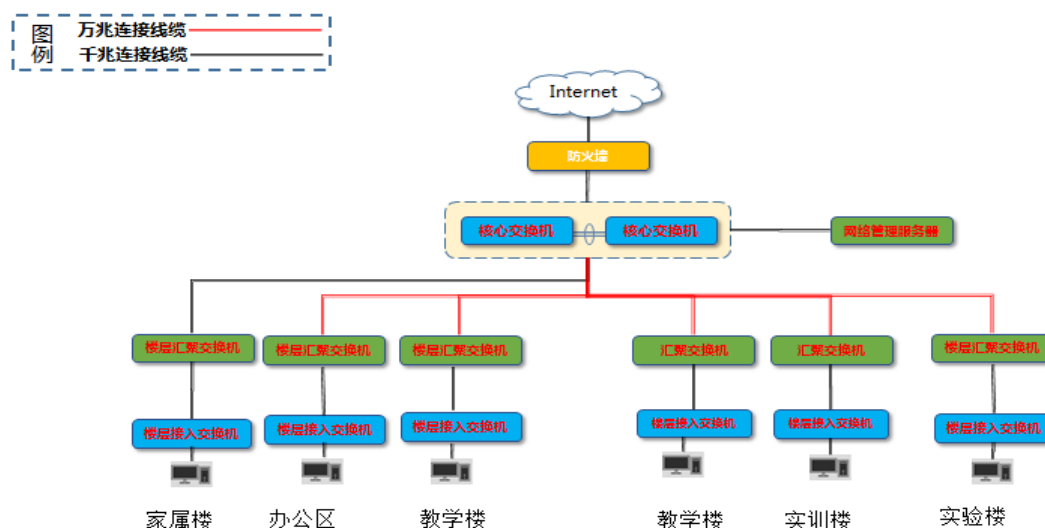 图例
万兆连接线缆
千兆连接线缆
Internet
防火墙
核心交换机 核心交换机 网络管理服务器
楼层汇聚交换机 楼层汇聚交换机 楼层汇聚交换机 汇聚交换机 汇聚交换机 楼层汇聚交换机
楼层接入交换机 楼层接入交换机 楼层接入交换机 楼层接入交换机 楼层接入交换机 楼层接入交换机
家属楼 办公区 教学楼 教学楼 实训楼 实验楼